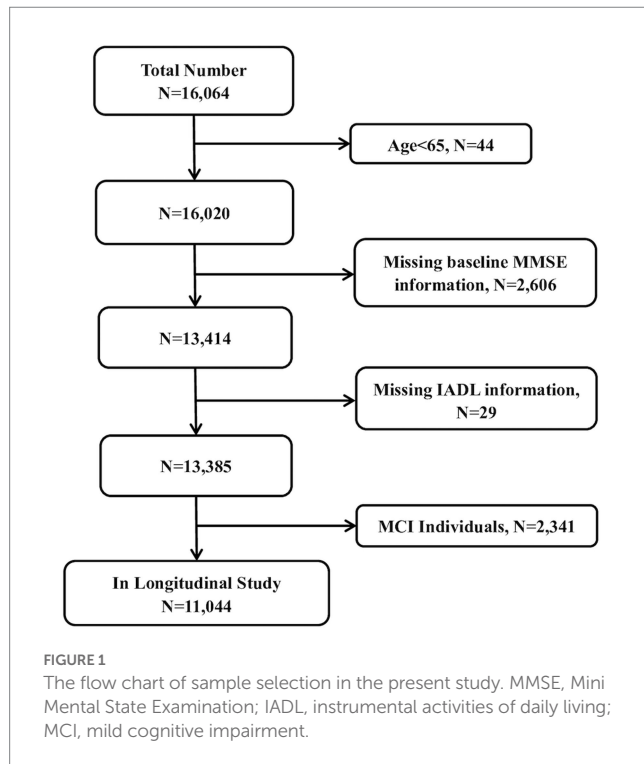 Total Number
N=16,064
Age<65, N=44
N=16,020
Missing baseline MMSE
information, N=2,606
N=13,414
Missing IADL information,
N=29
N=13,385
MCI Individuals, N=2,341
In Longitudinal Study
N=11,044
FIGURE 1
The flow chart of sample selection in the present study. MMSE, Mini
Mental State Examination; IADL, instrumental activities of daily living;
MCI, mild cognitive impairment.